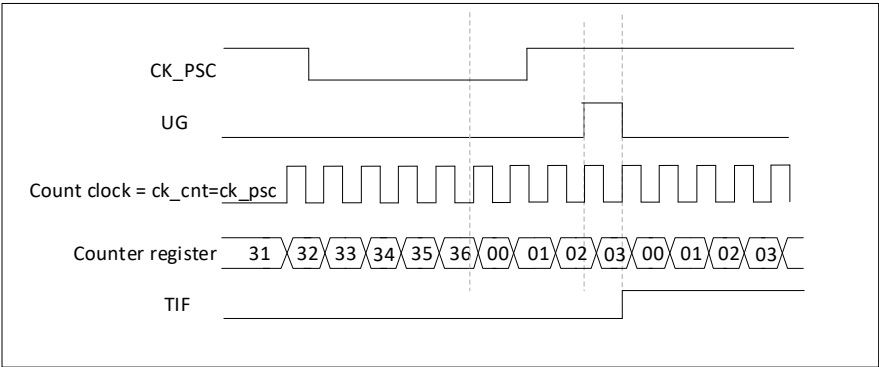 CK_PSC
UG
Count clock = ck_cnt=ck_psc
Counter register 31 32 33 34 35 36 00 01 02 03 00 01 02 03
TIF